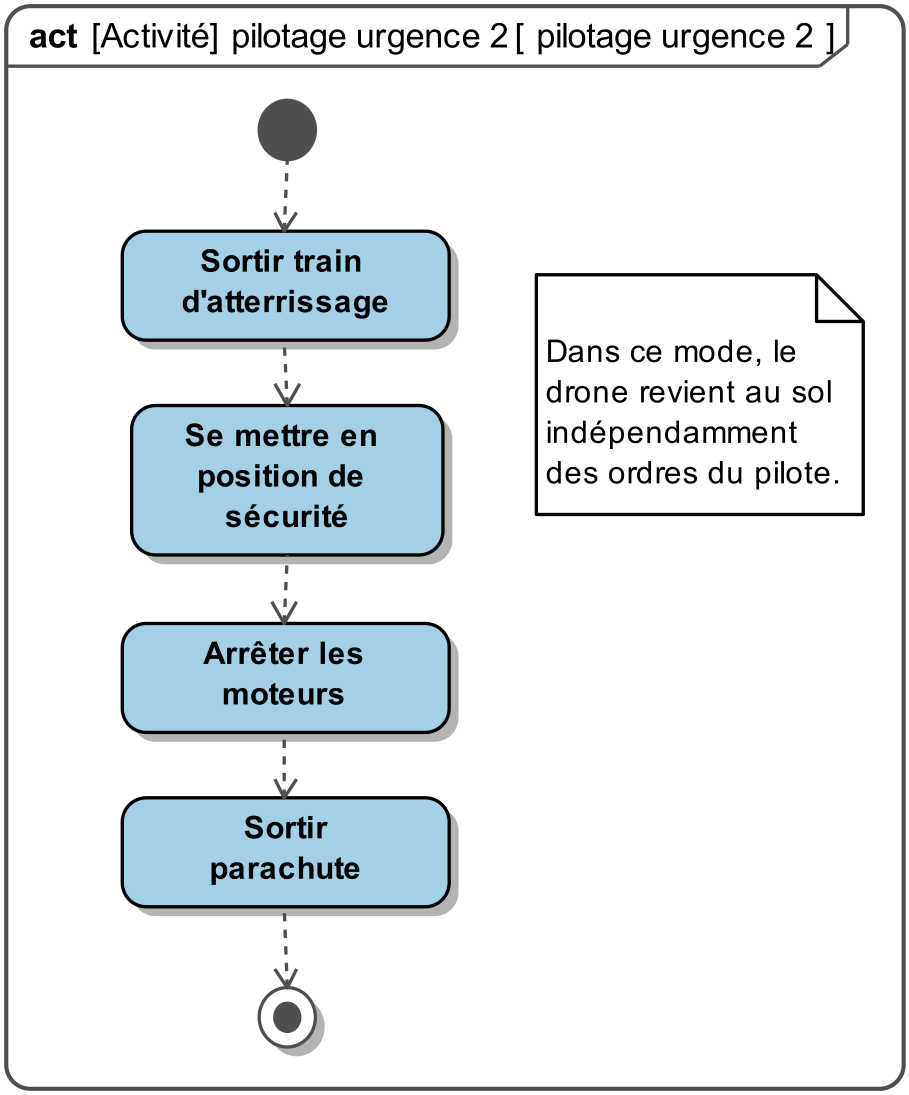 act [Activité] pilotage urgence 2 [ pilotage urgence 2 ]
Sortir train
d'atterrissage
Dans ce mode, le
drone revient au sol
indépendamment
des ordres du pilote.
Se mettre en
position de
sécurité
Arrêter les
moteurs
Sortir
parachute